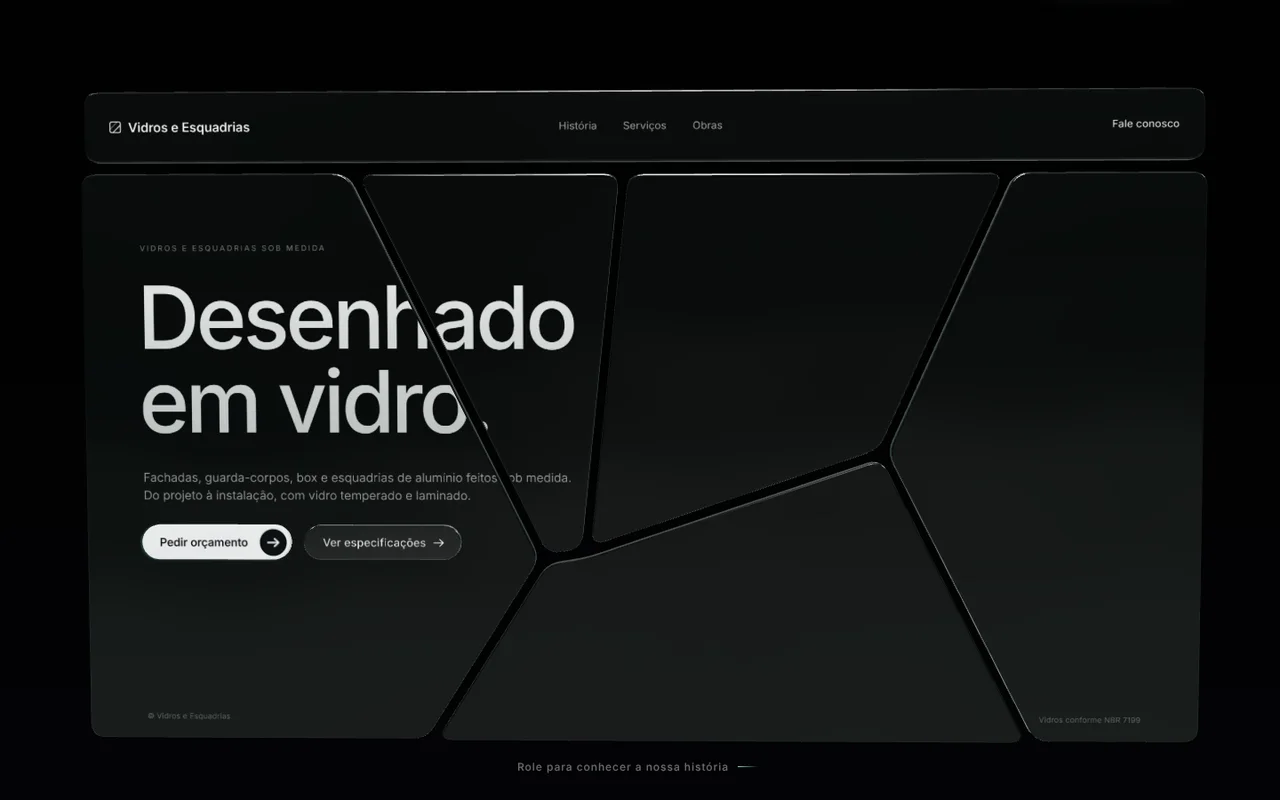 Vidros e Esquadrias
História Serviços Obras
Fale conosco
VIDROS E ESQUADRIAS SOB MEDIDA
Desenhado
em vidro.
Fachadas, guarda-corpos, box e esquadrias de alumínio feitos sob medida.
Do projeto à instalação, com vidro temperado e laminado.
Pedir orçamento →
Ver especificações →
© Vidros e Esquadrias
Vidros conforme NBR 7199
Role para conhecer a nossa história